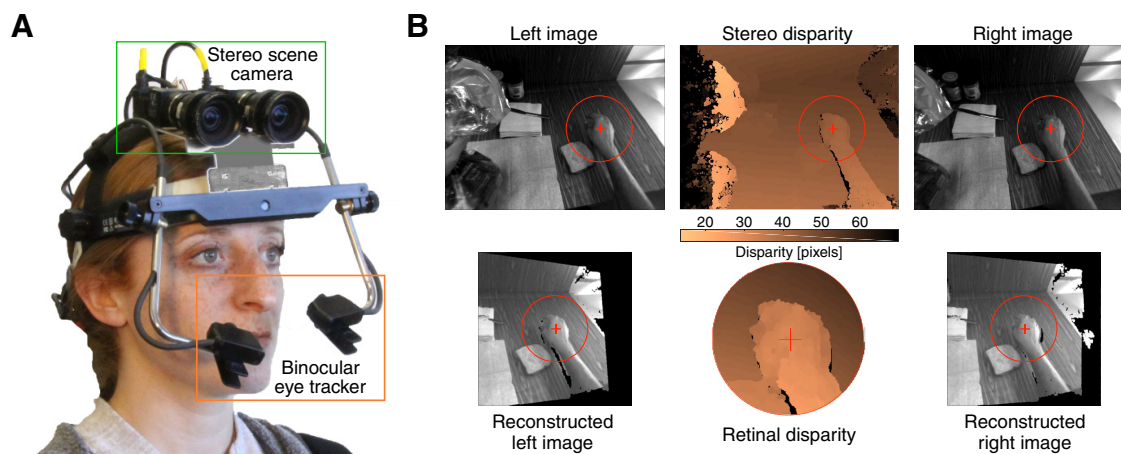 A
Stereo scene
camera
Binocular
eye tracker
B
Left image
Stereo disparity
Right image
20 30 40 50 60
Disparity [pixels]
Reconstructed
left image
Retinal disparity
Reconstructed
right image